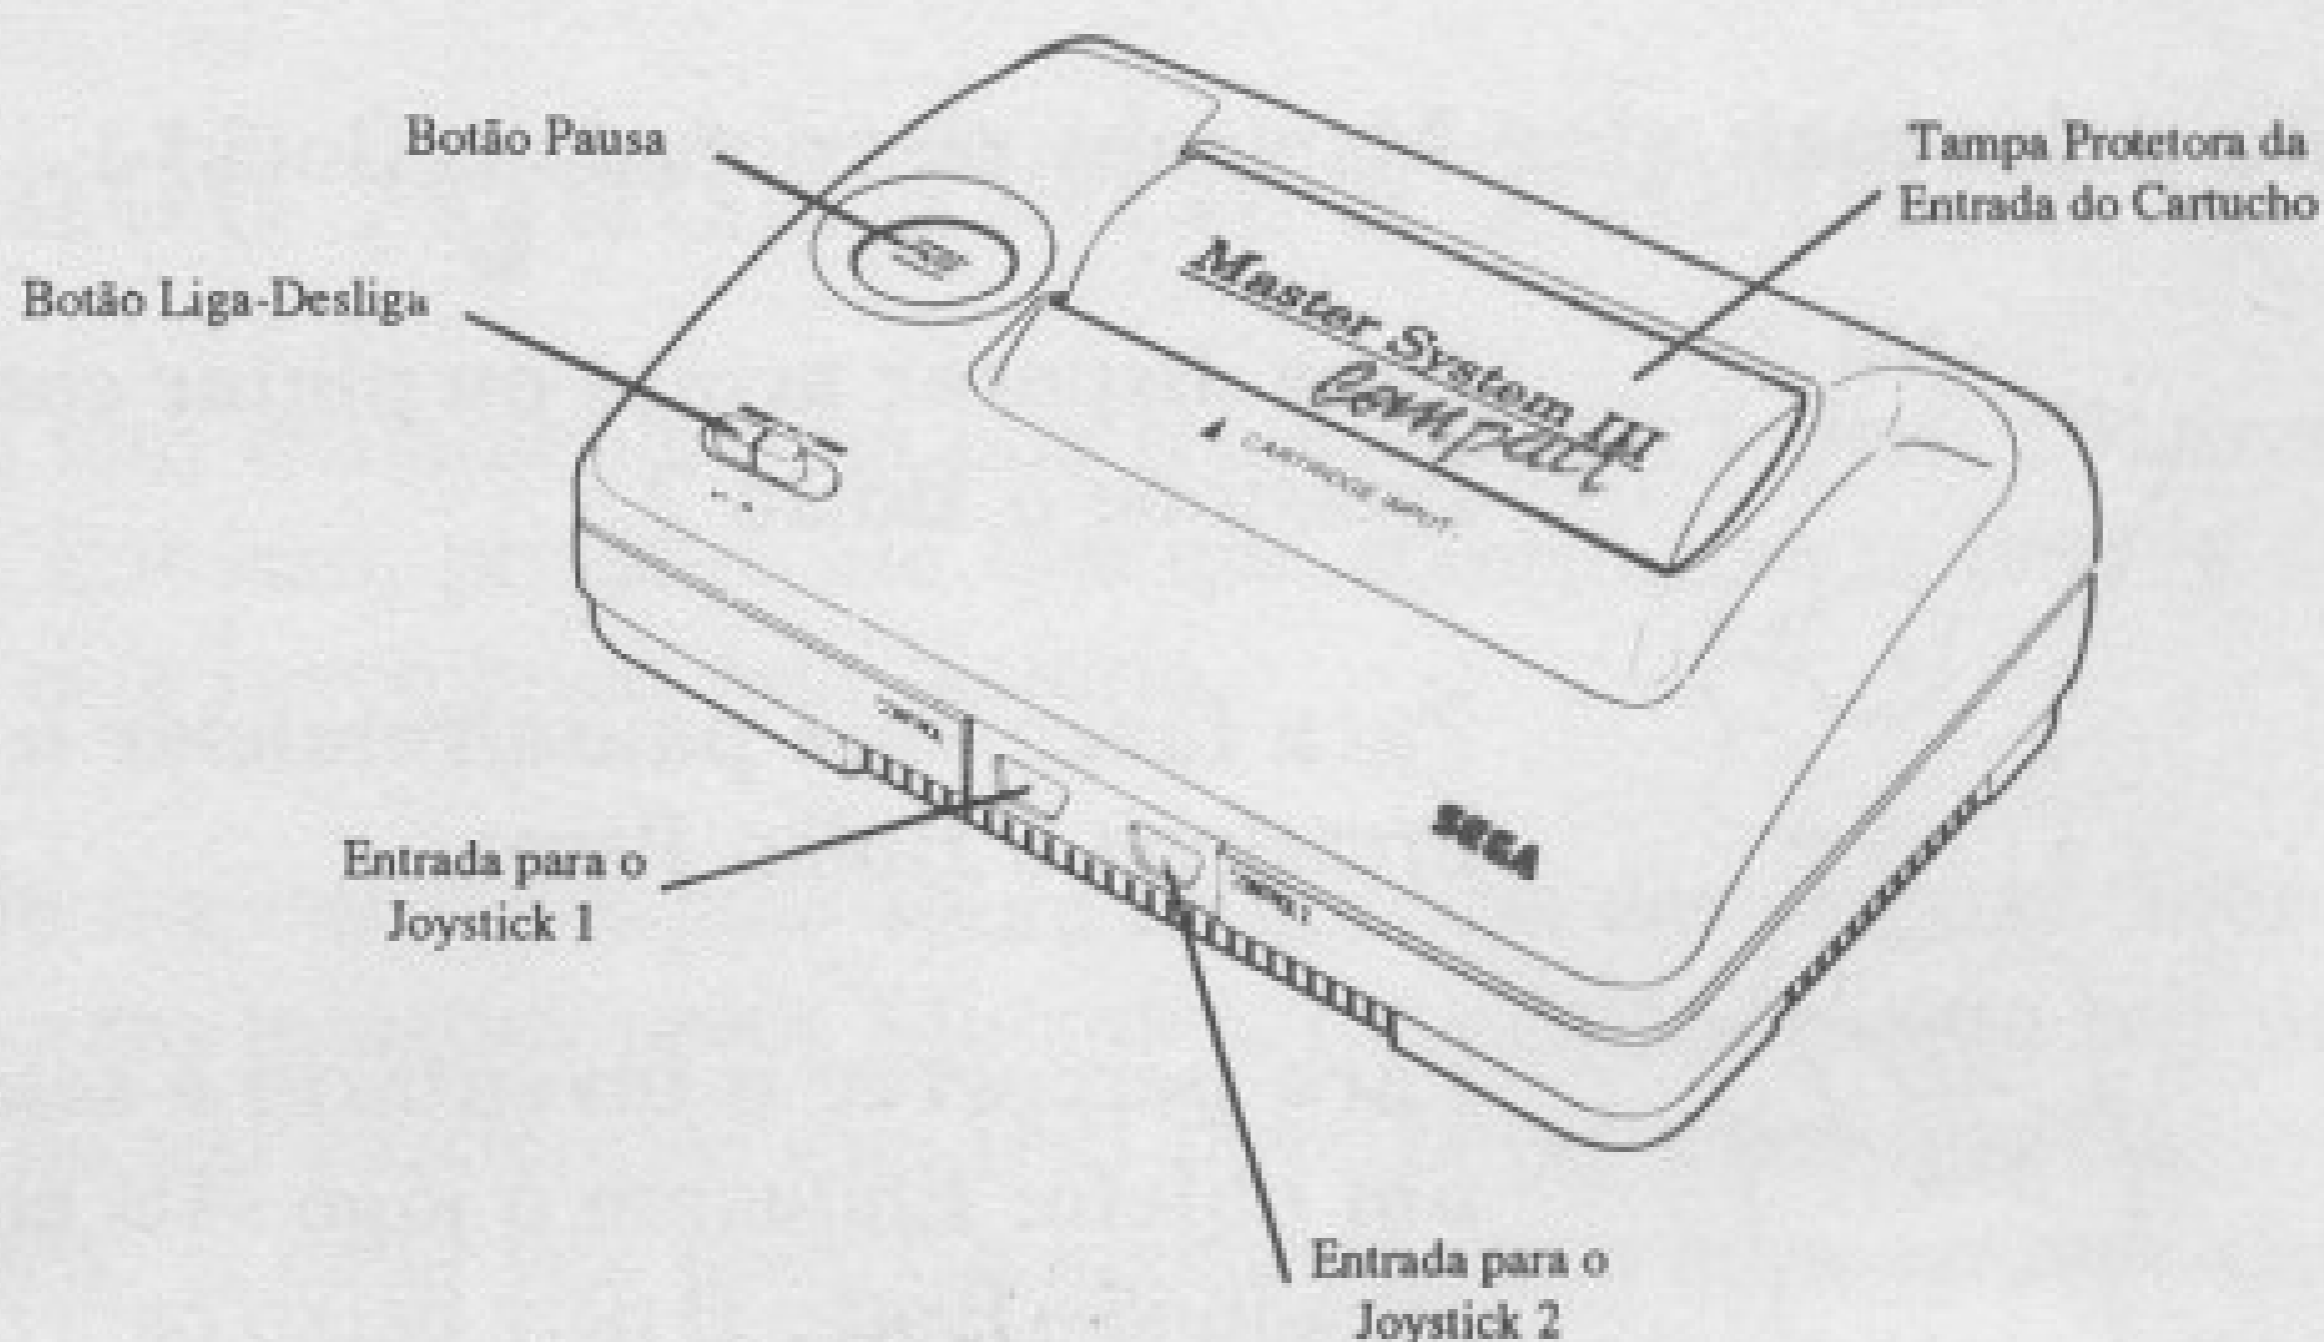 Botão Pausa
Tampa Protetora da
Entrada do Cartucho
Botão Liga-Desliga
Master System III
Compact
CARTRIDGE INPUT
SEGA
Entrada para o
Joystick 1
Entrada para o
Joystick 2